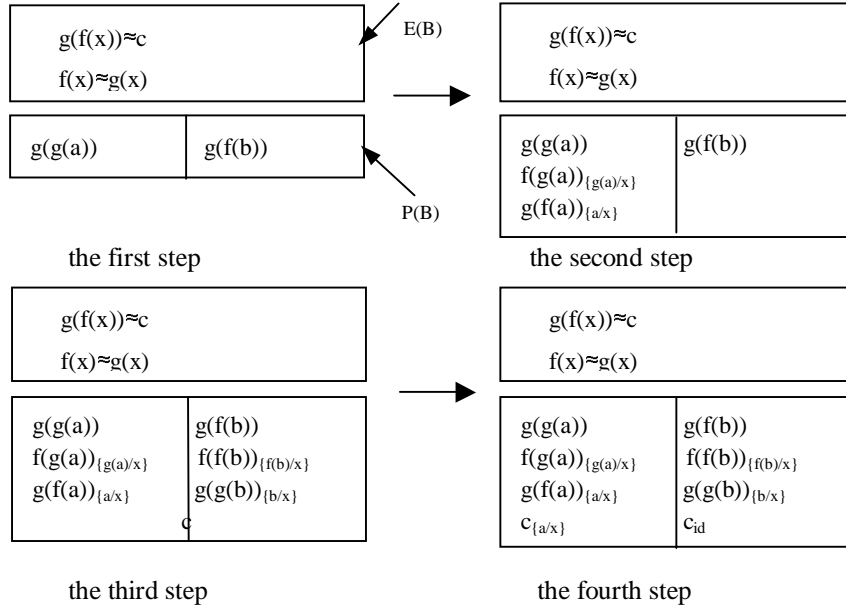 g(f(x))≈c
f(x)≈g(x)
E(B)
g(g(a)) g(f(b))
P(B)
the first step
g(f(x))≈c
f(x)≈g(x)
g(g(a)) g(f(b))
f(g(a)){g(a)/x}
g(f(a)){a/x}
the second step
g(f(x))≈c
f(x)≈g(x)
g(g(a)) g(f(b))
f(g(a)){g(a)/x} f(f(b)){f(b)/x}
g(f(a)){a/x} g(g(b)){b/x}
c
the third step
g(f(x))≈c
f(x)≈g(x)
g(g(a)) g(f(b))
f(g(a)){g(a)/x} f(f(b)){f(b)/x}
g(f(a)){a/x} g(g(b)){b/x}
c{a/x} cid
the fourth step